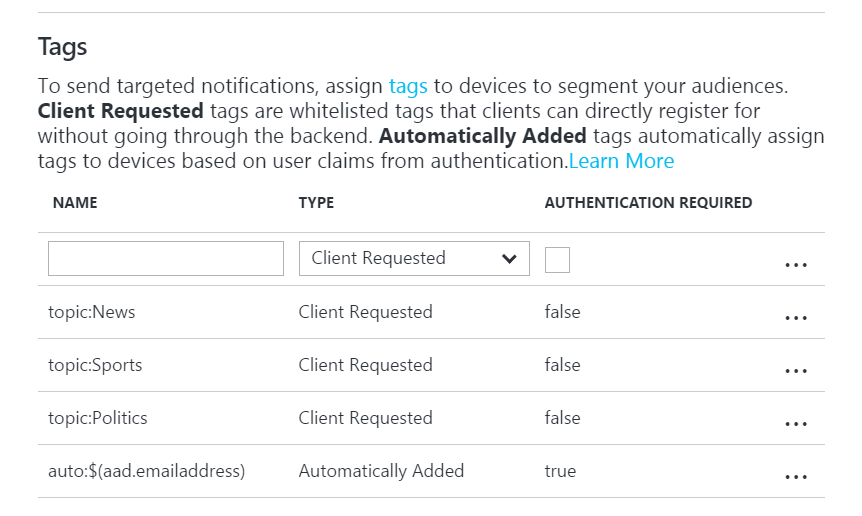 Tags
To send targeted notifications, assign tags to devices to segment your audiences.
Client Requested tags are whitelisted tags that clients can directly register for
without going through the backend. Automatically Added tags automatically assign
tags to devices based on user claims from authentication.Learn More
NAME TYPE AUTHENTICATION REQUIRED
Client Requested ...
topic:News Client Requested false ...
topic:Sports Client Requested false ...
topic:Politics Client Requested false ...
auto:$(aad.emailaddress) Automatically Added true ...